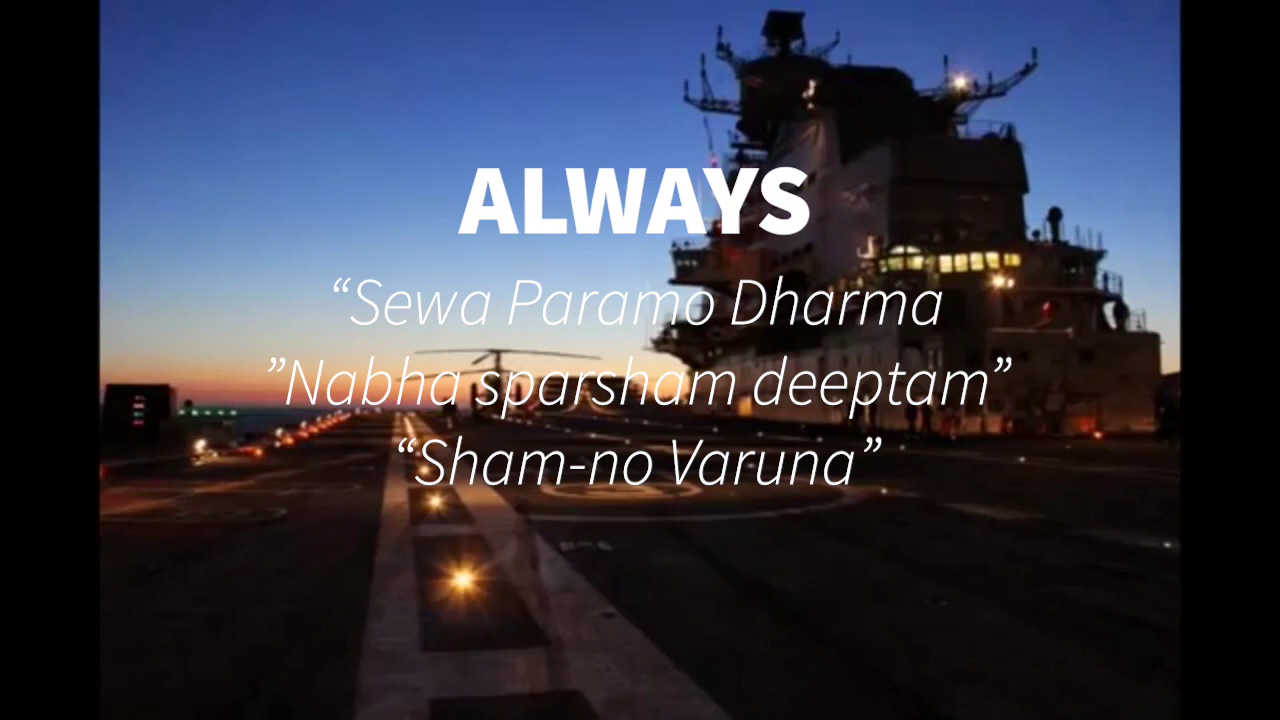 ALWAYS
“Sewa Paramo Dharma
”Nabha sparsham deeptam”
“Sham-no Varuna”